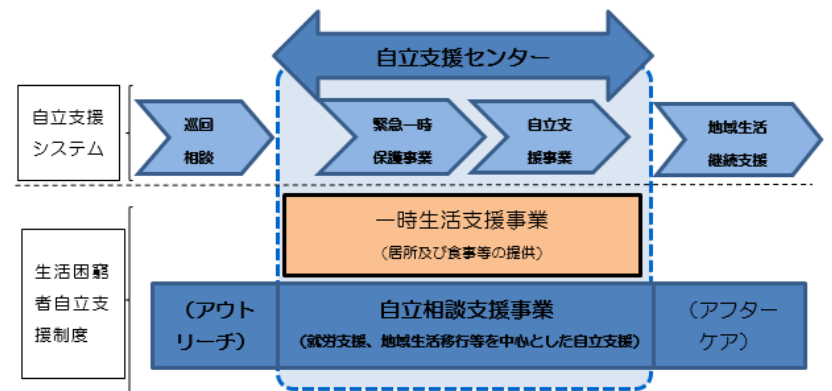 自立支援センター
自立支援
システム
巡回
相談
緊急一時
保護事業
自立支
援事業
地域生活
継続支援
生活困窮
者自立支
援制度
一時生活支援事業
(居所及び食事等の提供)
(アウト
リーチ)
自立相談支援事業
(就労支援、地域生活移行等を中心とした自立支援)
(アフター
ケア)